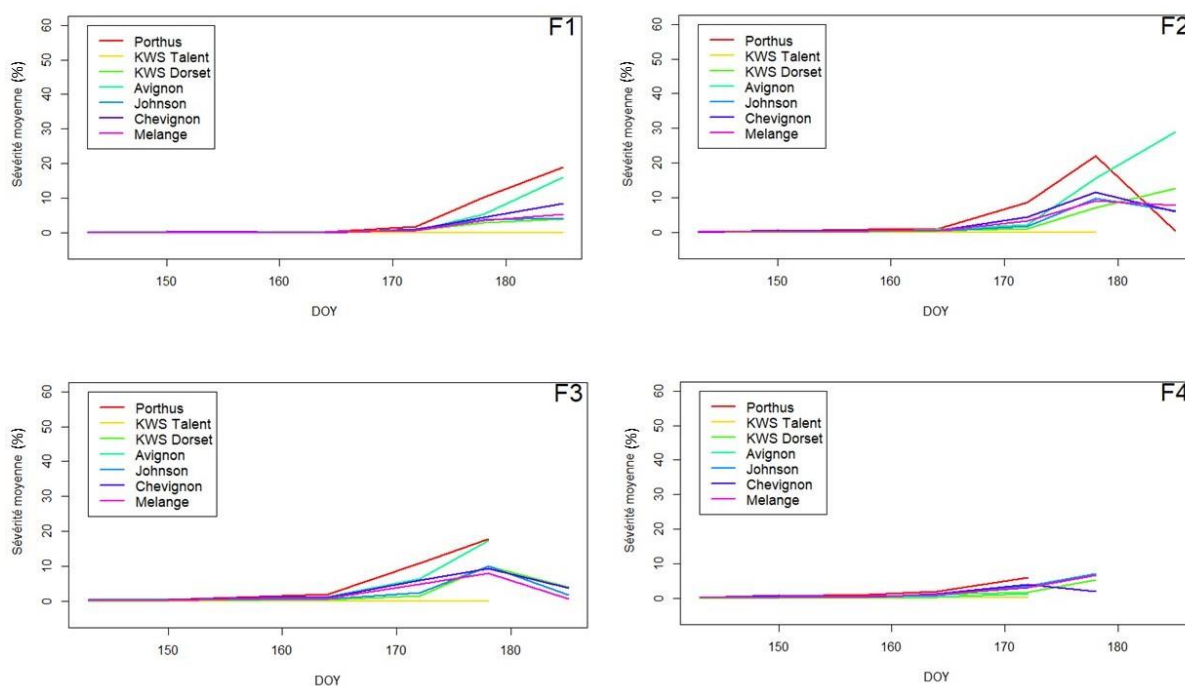 F1
Sévérité moyenne (%)
60
50
40
30
20
10
0
Porthus
KWS Talent
KWS Dorset
Avignon
Johnson
Chevignon
Melange
150
160
170
180
DOY
F2
Sévérité moyenne (%)
60
50
40
30
20
10
0
Porthus
KWS Talent
KWS Dorset
Avignon
Johnson
Chevignon
Melange
150
160
170
180
DOY
F3
Sévérité moyenne (%)
60
50
40
30
20
10
0
Porthus
KWS Talent
KWS Dorset
Avignon
Johnson
Chevignon
Melange
150
160
170
180
DOY
F4
Sévérité moyenne (%)
60
50
40
30
20
10
0
Porthus
KWS Talent
KWS Dorset
Avignon
Johnson
Chevignon
Melange
150
160
170
180
DOY